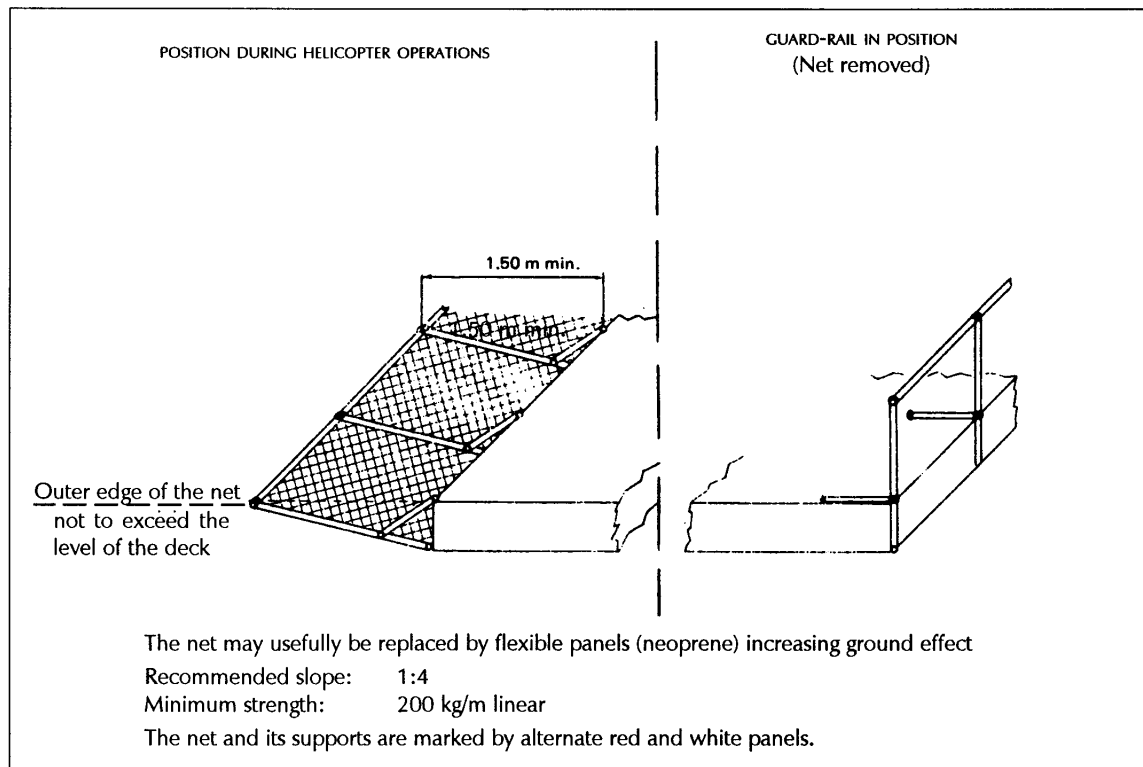 POSITION DURING HELICOPTER OPERATIONS
GUARD-RAIL IN POSITION
(Net removed)
1.50 m min.
1.50 m min.
Outer edge of the net
not to exceed the
level of the deck
The net may usefully be replaced by flexible panels (neoprene) increasing ground effect
Recommended slope: 1:4
Minimum strength: 200 kg/m linear
The net and its supports are marked by alternate red and white panels.